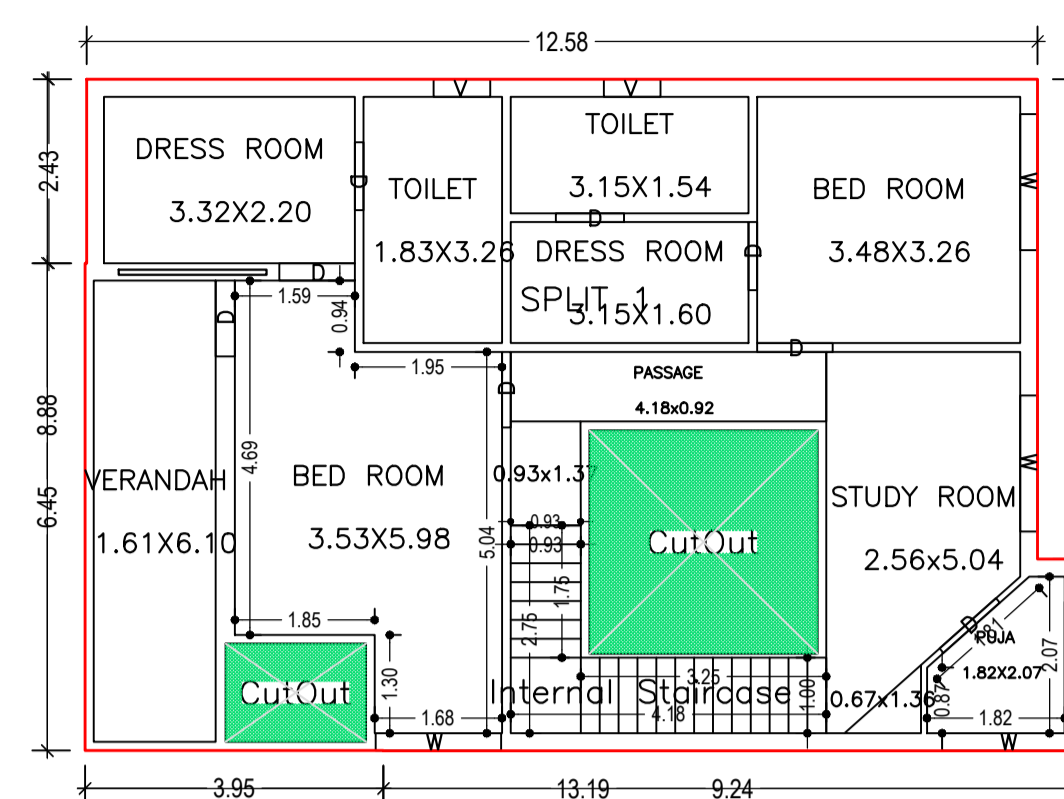 12.58
V
V
DRESS ROOM
3.32X2.20
2.43
D
TOILET
1.83X3.26
TOILET
3.15X1.54
D
DRESS ROOM
3.15X1.60
SPLIT 1
D
BED ROOM
3.48X3.26
W
D
1.59
0.94
D
1.95
D
D
PASSAGE
4.18x0.92
8.88
6.45
VERANDAH
1.61X6.10
4.69
BED ROOM
3.53X5.98
5.04
0.93x1.37
0.93
0.93
1.75
2.75
CutOut
STUDY ROOM
2.56x5.04
W
1.85
CutOut
1.30
1.68
W
Internal Staircase
3.25
4.18
1.00
0.67x1.36
D
1.81
PUJA
1.82X2.07
2.07
0.87
1.82
W
3.95
13.19
9.24